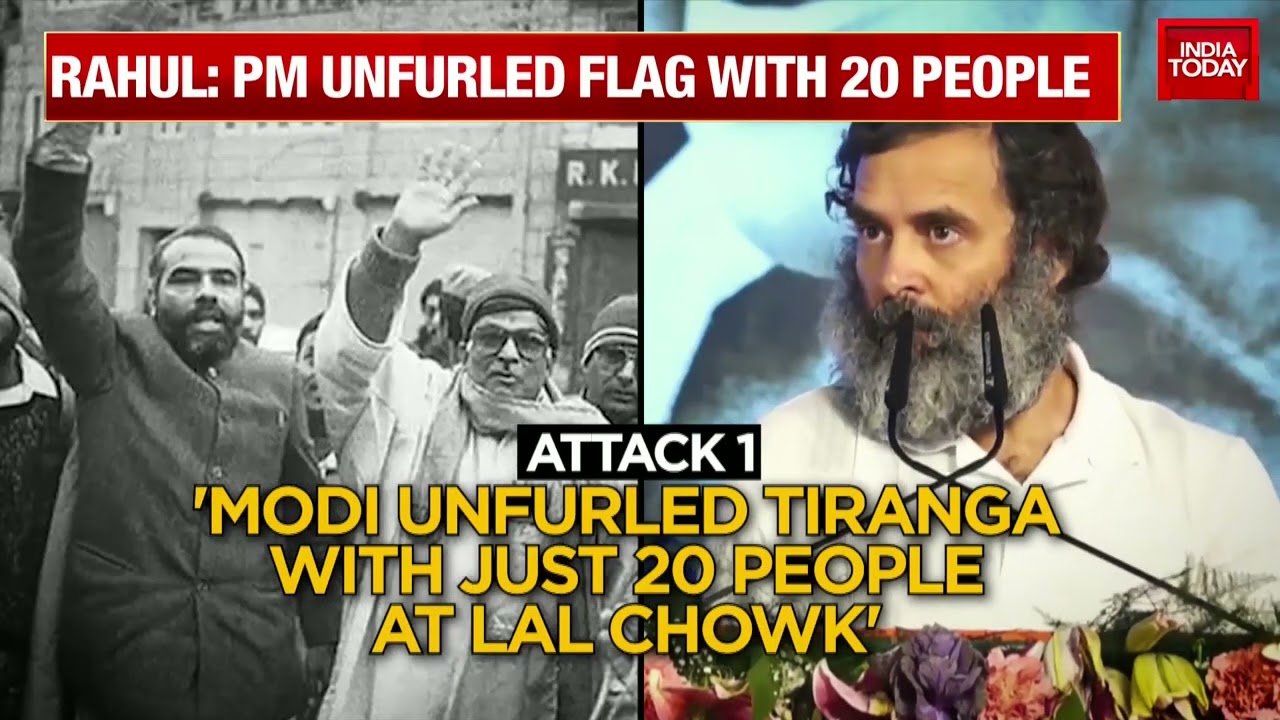 RAHUL: PM UNFURLED FLAG WITH 20 PEOPLE
INDIA
TODAY
R.K.
ATTACK 1
'MODI UNFURLED TIRANGA
WITH JUST 20 PEOPLE
AT LAL CHOWK'